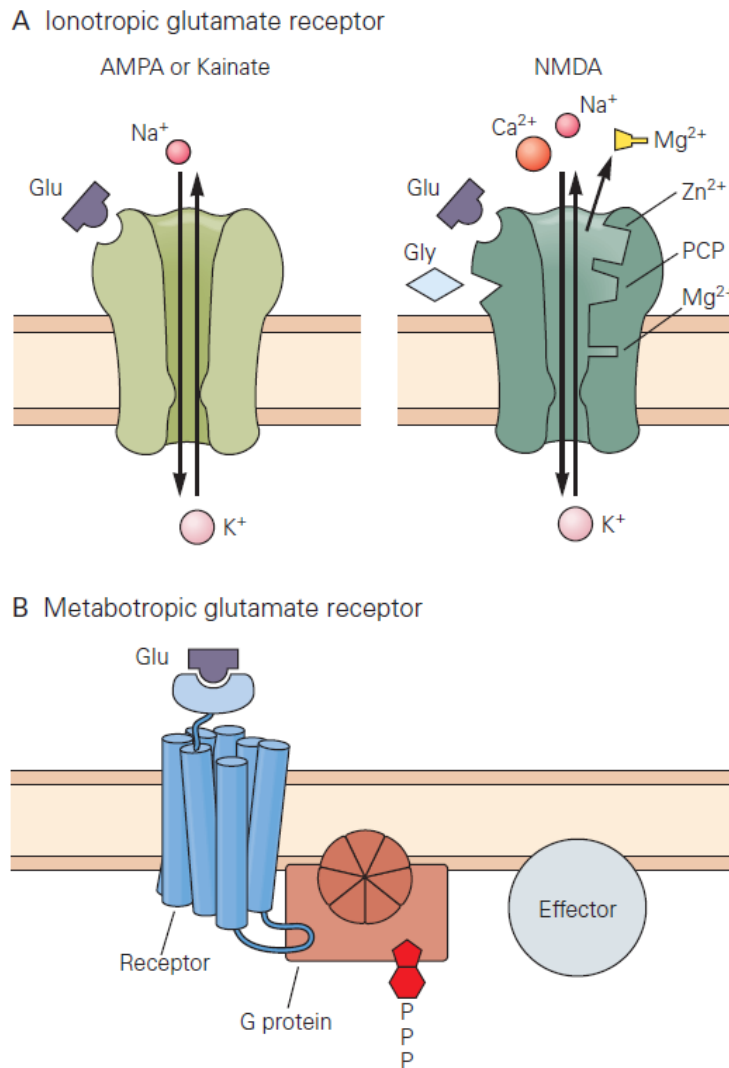 A Ionotropic glutamate receptor
AMPA or Kainate
NMDA
Na⁺
Glu
K⁺
Ca²⁺
Na⁺
Mg²⁺
Glu
Gly
Zn²⁺
PCP
Mg²⁺
K⁺
B Metabotropic glutamate receptor
Glu
Receptor
G protein
Effector
P
P
P